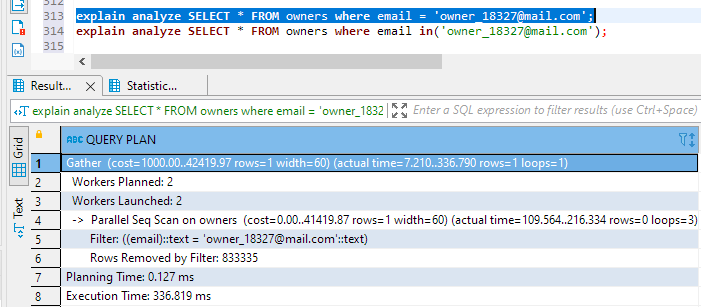 312
313 explain analyze SELECT * FROM owners where email = 'owner_18327@mail.com';
314 explain analyze SELECT * FROM owners where email in('owner_18327@mail.com');
315
Result... Statistic...
explain analyze SELECT * FROM owners where email = 'owner_1832 Enter a SQL expression to filter results (use Ctrl+Space)
Grid
Text
ABC QUERY PLAN
1 Gather (cost=1000.00..42419.97 rows=1 width=60) (actual time=7.210..336.790 rows=1 loops=1)
2 Workers Planned: 2
3 Workers Launched: 2
4 -> Parallel Seq Scan on owners (cost=0.00..41419.87 rows=1 width=60) (actual time=109.564..216.334 rows=0 loops=3)
5 Filter: ((email)::text = 'owner_18327@mail.com'::text)
6 Rows Removed by Filter: 833335
7 Planning Time: 0.127 ms
8 Execution Time: 336.819 ms